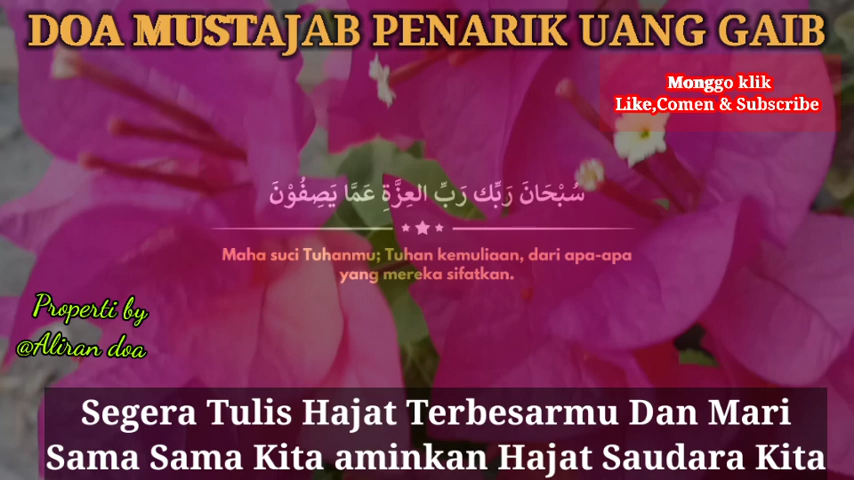 DOA MUSTAJAB PENARIK UANG GAIB
Monggo klik
Like,Comen & Subscribe
سُبْحَانَ رَبِّك رَبِّ العِزَّةِ عَمَّا يَصِفُوْنَ
Maha suci Tuhanmu; Tuhan kemuliaan, dari apa-apa
yang mereka sifatkan.
Properti by
@Aliran doa
Segera Tulis Hajat Terbesarmu Dan Mari
Sama Sama Kita aminkan Hajat Saudara Kita